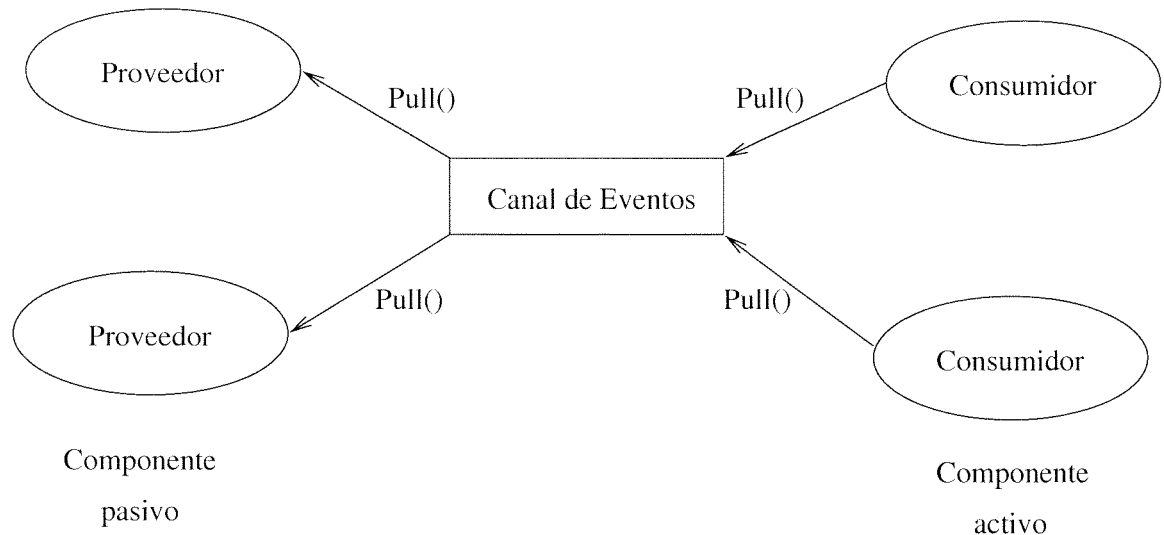 Proveedor
Pull()
Pull()
Consumidor
Canal de Eventos
Proveedor
Pull()
Pull()
Consumidor
Componente
pasivo
Componente
activo